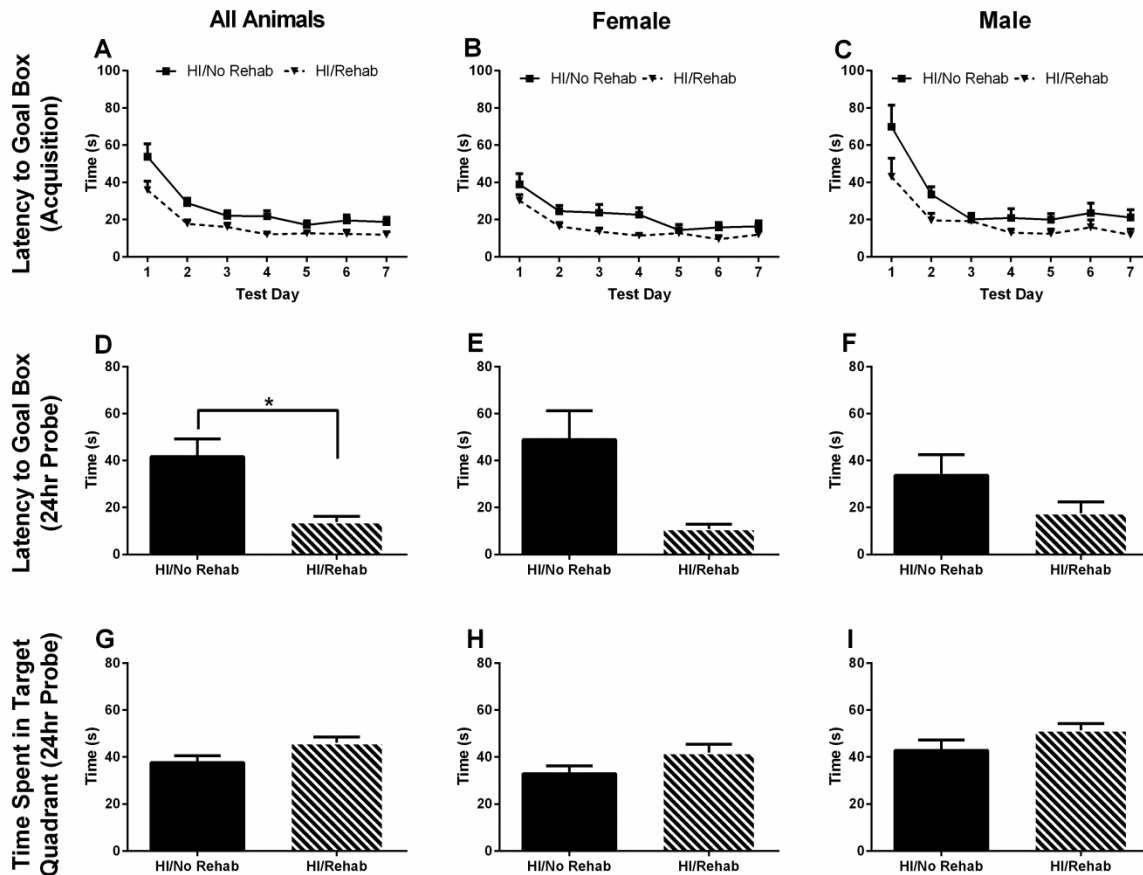 All Animals
Female
Male
Latency to Goal Box
(Acquisition)
A
HI/No Rehab
HI/Rehab
Time (s)
100
80
60
40
20
0
1 2 3 4 5 6 7
Test Day
B
HI/No Rehab
HI/Rehab
Time (s)
100
80
60
40
20
0
1 2 3 4 5 6 7
Test Day
C
HI/No Rehab
HI/Rehab
Time (s)
100
80
60
40
20
0
1 2 3 4 5 6 7
Test Day
Latency to Goal Box
(24hr Probe)
D
Time (s)
80
60
40
20
0
*
HI/No Rehab
HI/Rehab
E
Time (s)
80
60
40
20
0
HI/No Rehab
HI/Rehab
F
Time (s)
80
60
40
20
0
HI/No Rehab
HI/Rehab
Time Spent in Target
Quadrant (24hr Probe)
G
Time (s)
80
60
40
20
0
HI/No Rehab
HI/Rehab
H
Time (s)
80
60
40
20
0
HI/No Rehab
HI/Rehab
I
Time (s)
80
60
40
20
0
HI/No Rehab
HI/Rehab